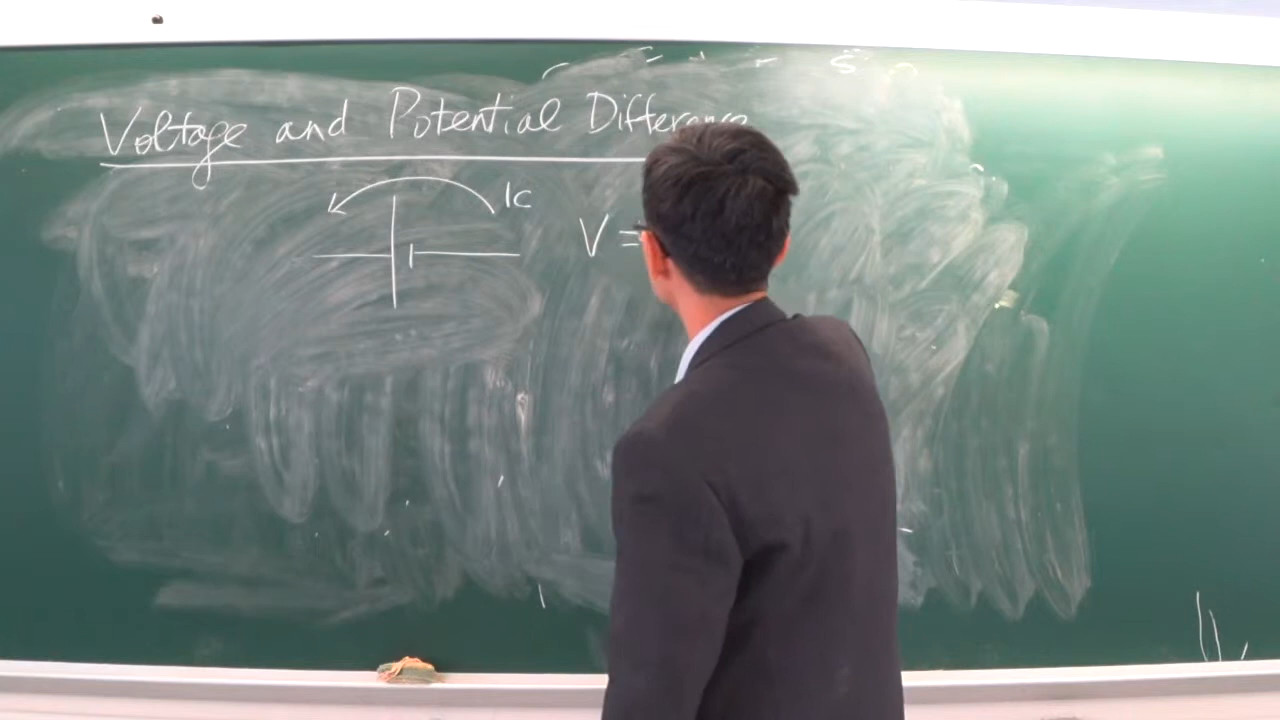 Voltage and Potential Difference
1C
V =